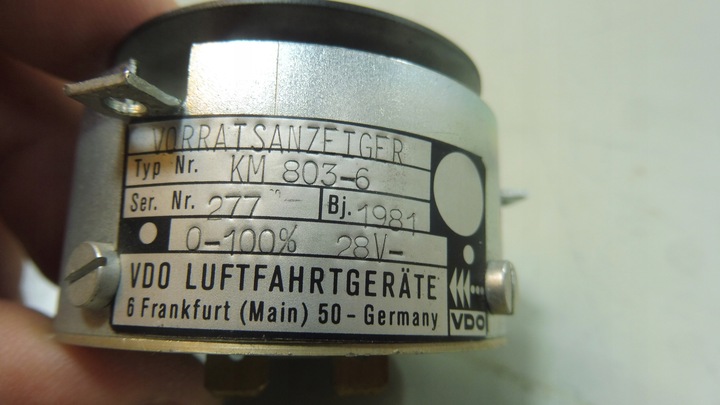 VORRATSANZEIGER
Typ Nr. KM 803-6
Ser. Nr. 277 Bj. 1981
0-100% 28V-
VDO LUFTFAHRTGERÄTE
6 Frankfurt (Main) 50 - Germany
VDO